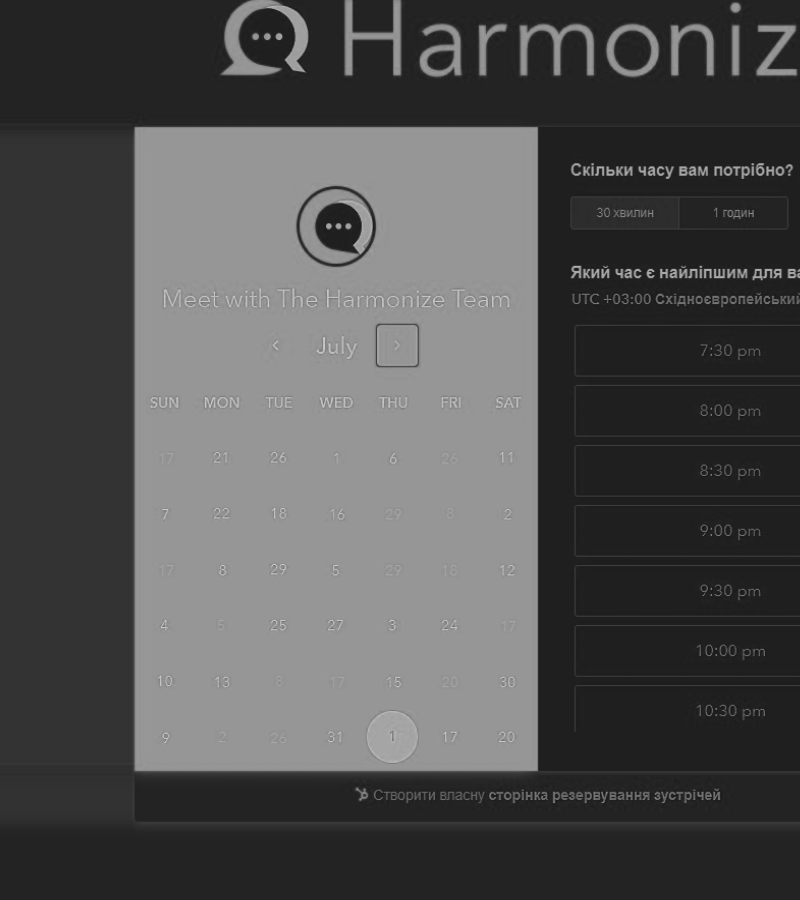 Harmoniz
Meet with The Harmonize Team
July
SUN MON TUE WED THU FRI SAT
17 21 26 1 6 26 11
7 22 18 16 29 8 2
17 8 29 5 29 18 12
4 5 25 27 3 24 17
10 13 8 17 15 20 30
9 2 26 31 1 17 20
Скільки часу вам потрібно?
30 хвилин 1 годин
Який час є найліпшим для ва
UTC +03:00 Східноєвропейський
7:30 pm
8:00 pm
8:30 pm
9:00 pm
9:30 pm
10:00 pm
10:30 pm
Створити власну сторінка резервування зустрічей